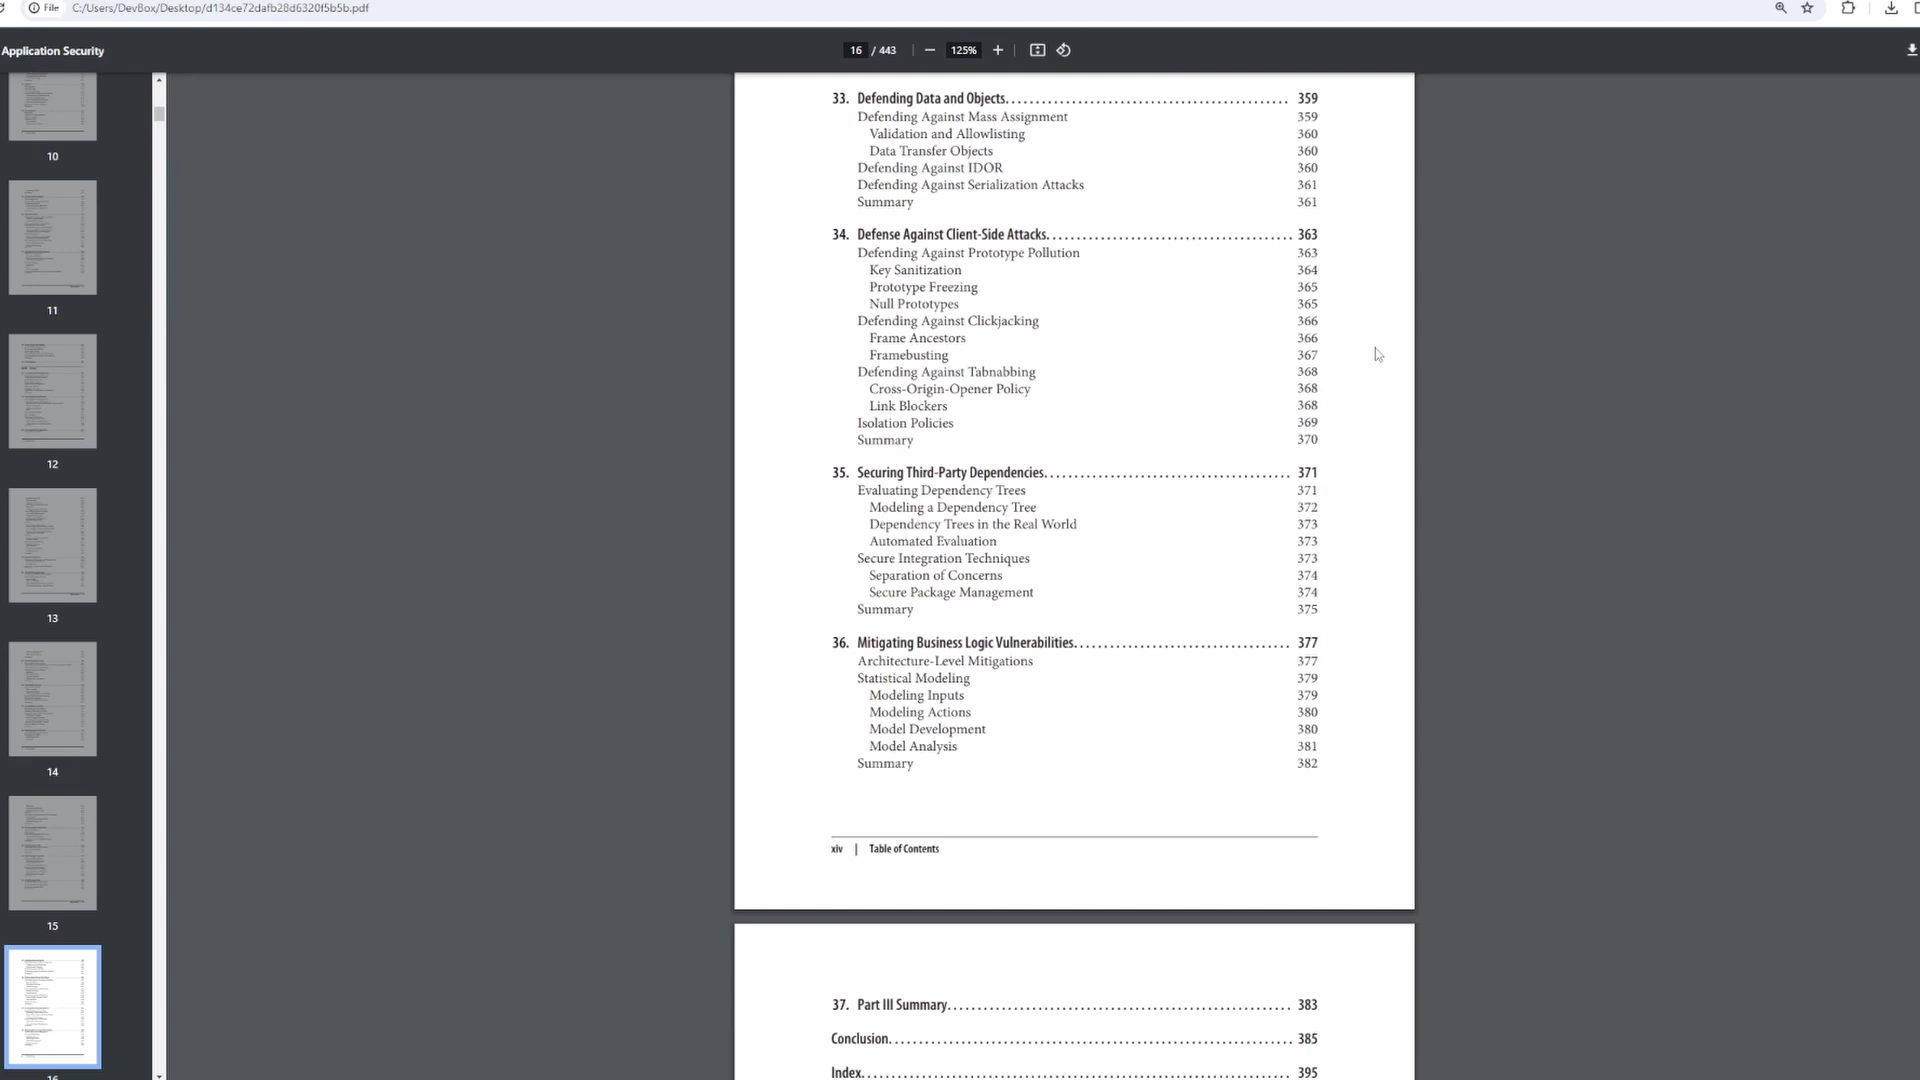 File C:/Users/DevBox/Desktop/d134ce72dafb28d6320f5b5b.pdf
Application Security
16 / 443
125%
10
11
12
13
14
15
16
33. Defending Data and Objects. 359
Defending Against Mass Assignment 359
Validation and Allowlisting 360
Data Transfer Objects 360
Defending Against IDOR 360
Defending Against Serialization Attacks 361
Summary 361
34. Defense Against Client-Side Attacks. 363
Defending Against Prototype Pollution 363
Key Sanitization 364
Prototype Freezing 365
Null Prototypes 365
Defending Against Clickjacking 366
Frame Ancestors 366
Framebusting 367
Defending Against Tabnabbing 368
Cross-Origin-Opener Policy 368
Link Blockers 368
Isolation Policies 369
Summary 370
35. Securing Third-Party Dependencies. 371
Evaluating Dependency Trees 371
Modeling a Dependency Tree 372
Dependency Trees in the Real World 373
Automated Evaluation 373
Secure Integration Techniques 373
Separation of Concerns 374
Secure Package Management 374
Summary 375
36. Mitigating Business Logic Vulnerabilities. 377
Architecture-Level Mitigations 377
Statistical Modeling 379
Modeling Inputs 379
Modeling Actions 380
Model Development 380
Model Analysis 381
Summary 382
xiv | Table of Contents
37. Part III Summary. 383
Conclusion. 385
Index. 395